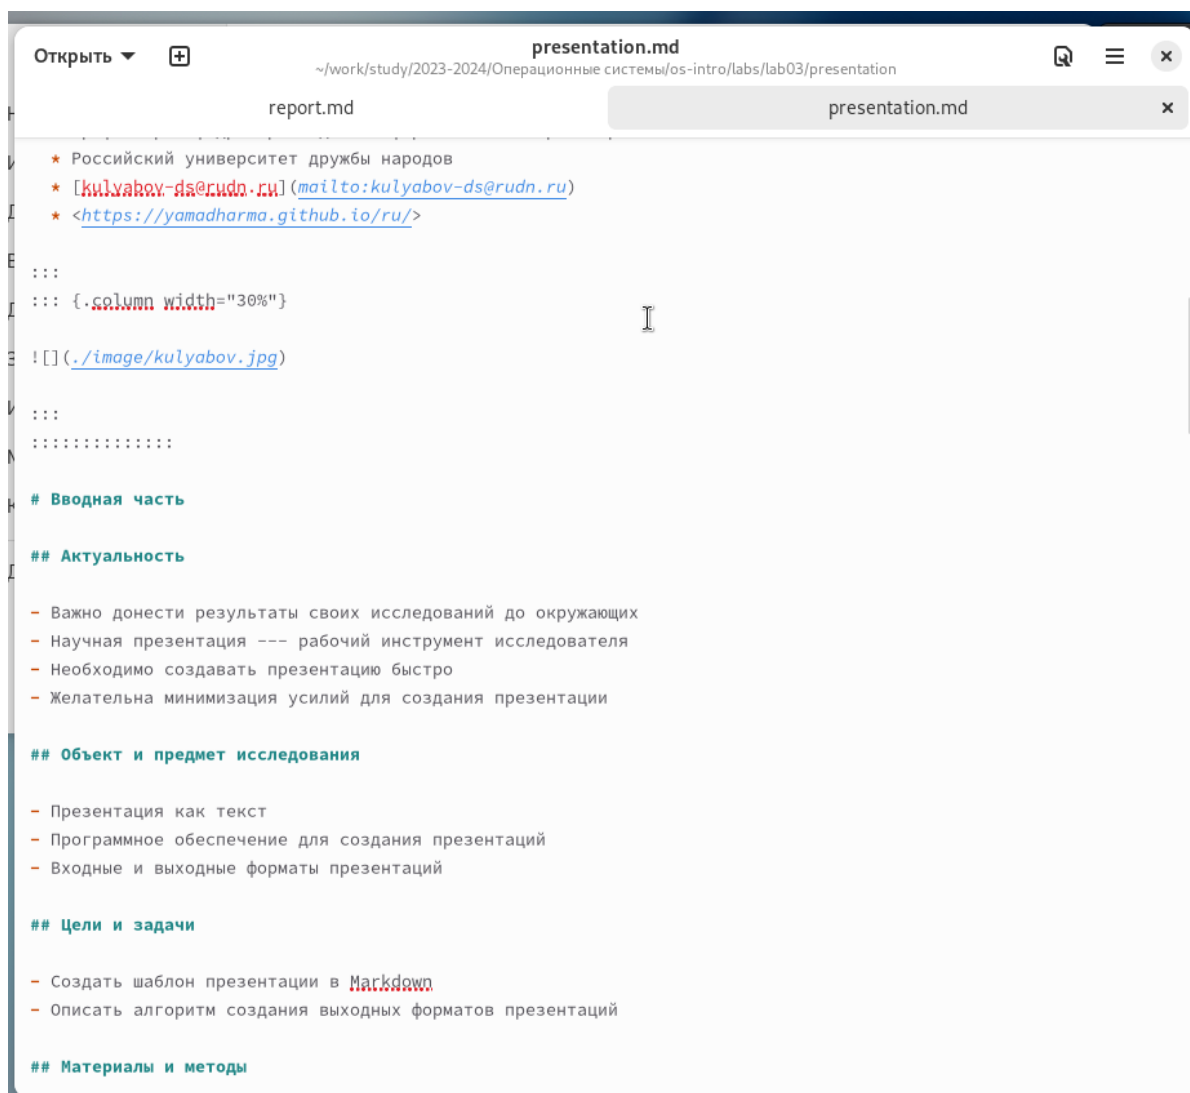 Открыть
presentation.md
~/work/study/2023-2024/Операционные системы/os-intro/labs/lab03/presentation
report.md
presentation.md
* Российский университет дружбы народов
* [kulyabov-ds@rudn.ru](mailto:kulyabov-ds@rudn.ru)
* <https://yamadharma.github.io/ru/>
:::
::: {.column width="30%"}
![](./image/kulyabov.jpg)
:::
::::::::::::::
# Вводная часть
## Актуальность
- Важно донести результаты своих исследований до окружающих
- Научная презентация --- рабочий инструмент исследователя
- Необходимо создавать презентацию быстро
- Желательна минимизация усилий для создания презентации
## Объект и предмет исследования
- Презентация как текст
- Программное обеспечение для создания презентаций
- Входные и выходные форматы презентаций
## Цели и задачи
- Создать шаблон презентации в Markdown
- Описать алгоритм создания выходных форматов презентаций
## Материалы и методы